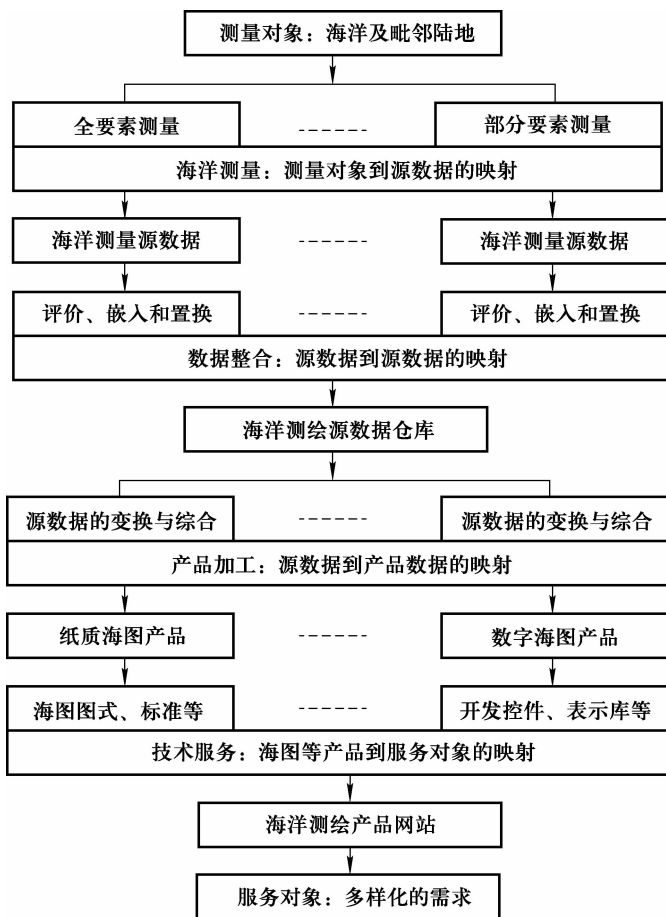 测量对象：海洋及毗邻陆地
全要素测量
部分要素测量
海洋测量：测量对象到源数据的映射
海洋测量源数据
海洋测量源数据
评价、嵌入和置换
评价、嵌入和置换
数据整合：源数据到源数据的映射
海洋测绘源数据仓库
源数据的变换与综合
源数据的变换与综合
产品加工：源数据到产品数据的映射
纸质海图产品
数字海图产品
海图图式、标准等
开发控件、表示库等
技术服务：海图等产品到服务对象的映射
海洋测绘产品网站
服务对象：多样化的需求